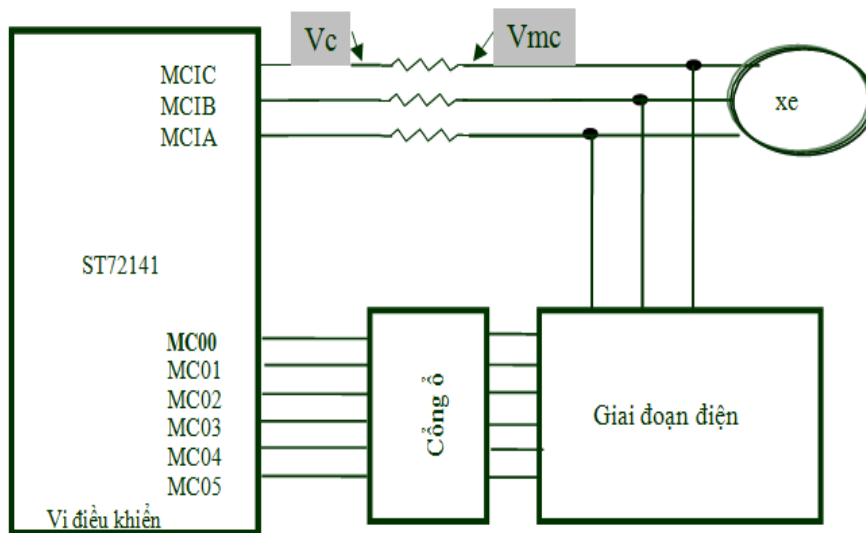 Vc
Vmc
MCIC
MCIB
MCIA
xe
ST72141
MC00
MC01
MC02
MC03
MC04
MC05
Vi điều khiển
Cổng ổ
Giai đoạn điện